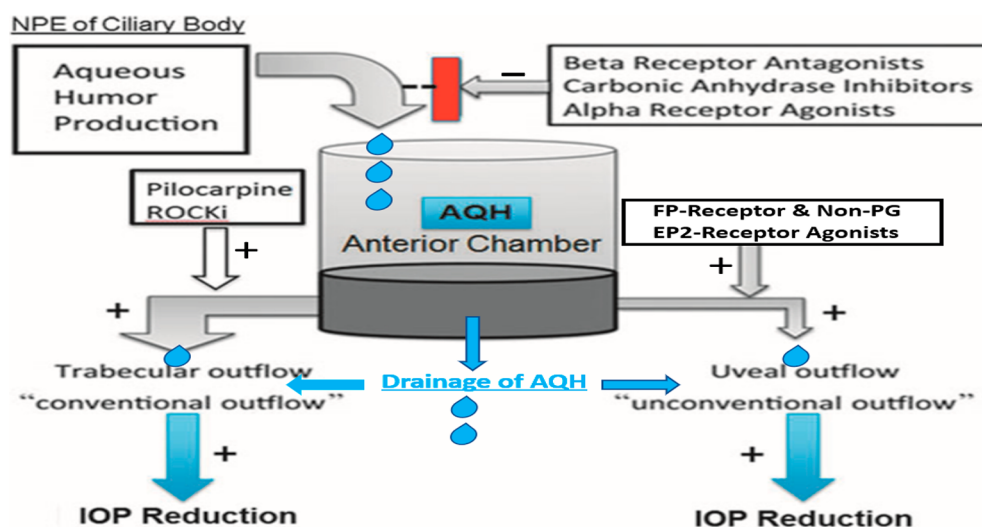 NPE of Ciliary Body
Aqueous
Humor
Production
--
−
Beta Receptor Antagonists
Carbonic Anhydrase Inhibitors
Alpha Receptor Agonists
Pilocarpine
ROCKi
+
AQH
Anterior Chamber
FP-Receptor & Non-PG
EP2-Receptor Agonists
+
+
+
Trabecular outflow
"conventional outflow"
Drainage of AQH
Uveal outflow
"unconventional outflow"
+
+
IOP Reduction
IOP Reduction